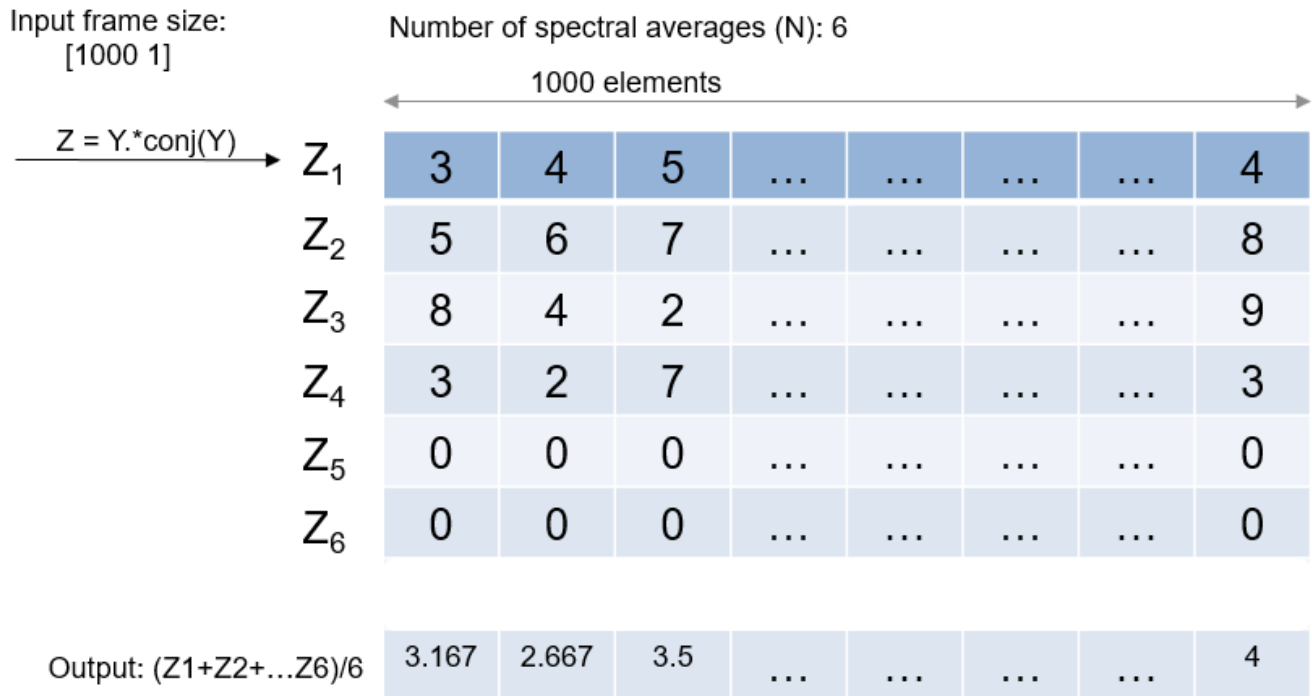 Input frame size:
[1000 1]
Number of spectral averages (N): 6
1000 elements
Z = Y.*conj(Y)
Z₁ 3 4 5 ... ... ... ... 4
Z₂ 5 6 7 ... ... ... ... 8
Z₃ 8 4 2 ... ... ... ... 9
Z₄ 3 2 7 ... ... ... ... 3
Z₅ 0 0 0 ... ... ... ... 0
Z₆ 0 0 0 ... ... ... ... 0
Output: (Z1+Z2+...Z6)/6 3.167 2.667 3.5 ... ... ... ... 4